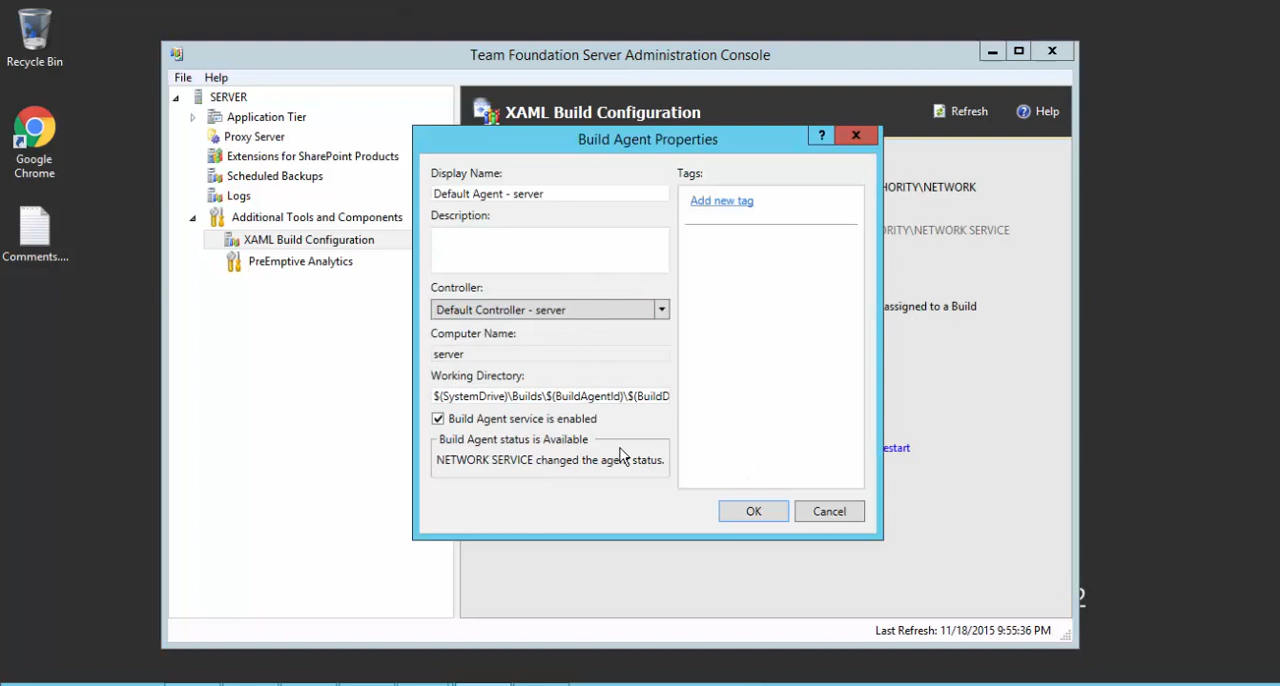 Recycle Bin
Google
Chrome
Comments....
Team Foundation Server Administration Console
File Help
SERVER
Application Tier
Proxy Server
Extensions for SharePoint Products
Scheduled Backups
Logs
Additional Tools and Components
XAML Build Configuration
PreEmptive Analytics
XAML Build Configuration
Refresh
Help
HORITY\NETWORK
RITY\NETWORK SERVICE
assigned to a Build
estart
Build Agent Properties
?
Display Name:
Default Agent - server
Description:
Controller:
Default Controller - server
Computer Name:
server
Working Directory:
$(SystemDrive)\Builds\$(BuildAgentId)\$(BuildD
Build Agent service is enabled
Build Agent status is Available
NETWORK SERVICE changed the agent status.
Tags:
Add new tag
OK
Cancel
Last Refresh: 11/18/2015 9:55:36 PM